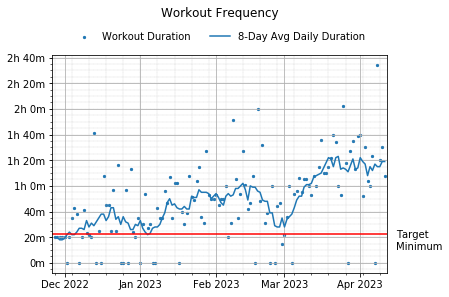 Workout Frequency
Workout Duration
8-Day Avg Daily Duration
2h 40m
2h 20m
2h 0m
1h 40m
1h 20m
1h 0m
40m
20m
0m
Target
Minimum
Dec 2022
Jan 2023
Feb 2023
Mar 2023
Apr 2023